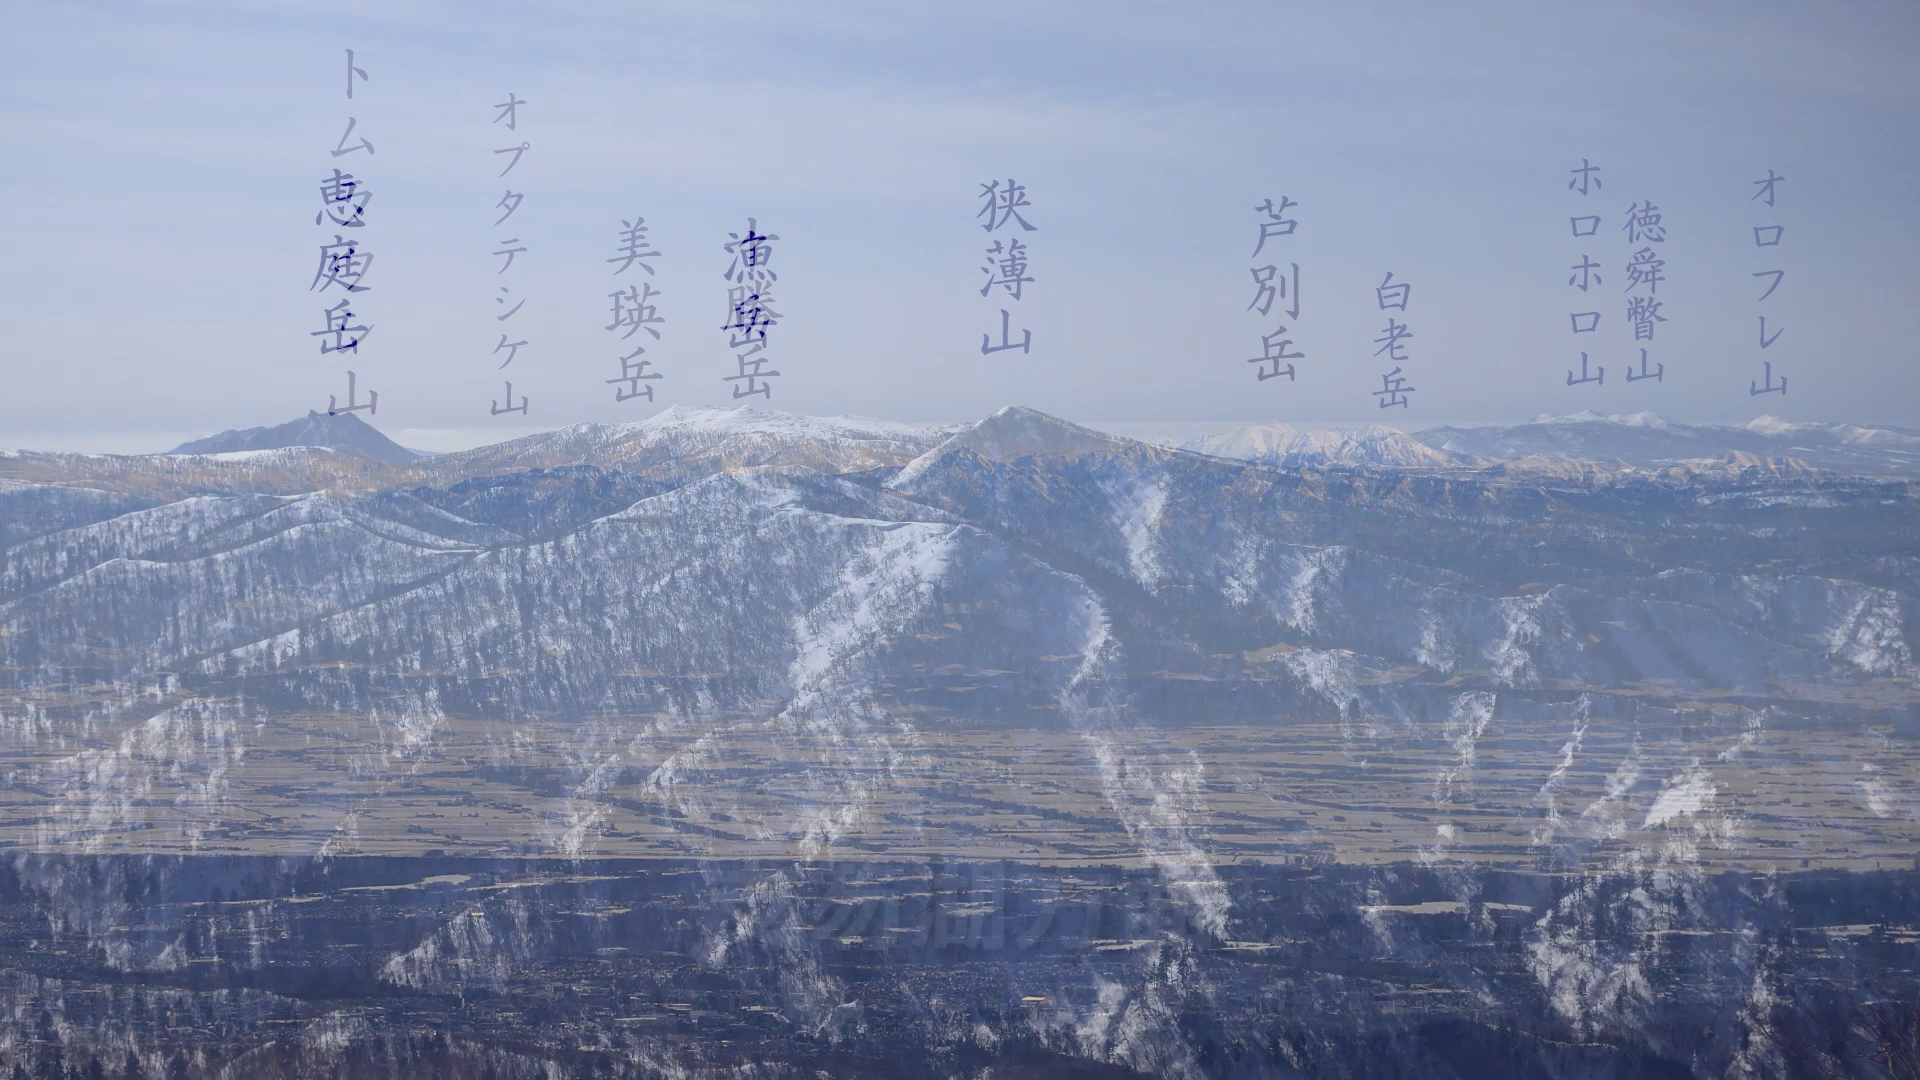 トムラウシ山
恵庭岳
オプタテシケ山
美瑛岳
十勝岳
漁岳
狭薄山
芦別岳
白老岳
ホロホロ山
徳舜瞥山
オロフレ山